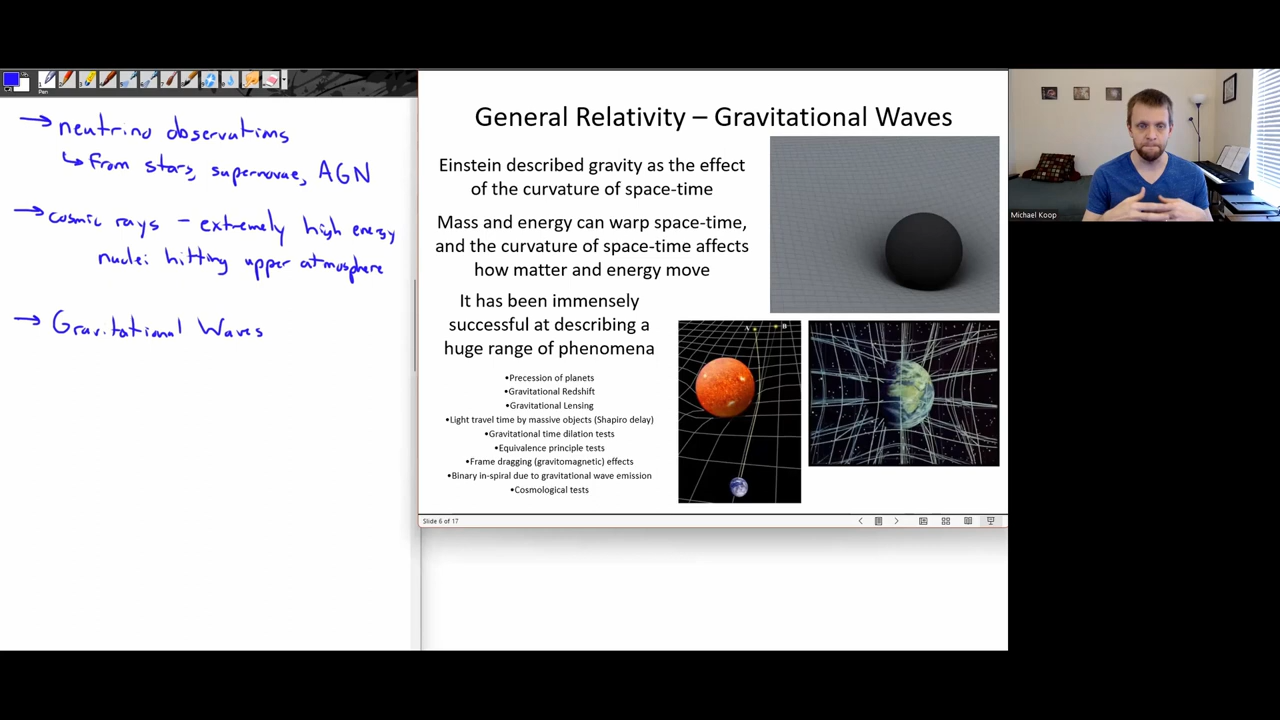 Pen
→ neutrino observations
↳ from stars, supernovae, AGN
→ cosmic rays - extremely high energy
nuclei hitting upper atmosphere
→ Gravitational Waves
General Relativity – Gravitational Waves
Einstein described gravity as the effect
of the curvature of space-time
Mass and energy can warp space-time,
and the curvature of space-time affects
how matter and energy move
It has been immensely
successful at describing a
huge range of phenomena
•Precession of planets
•Gravitational Redshift
•Gravitational Lensing
•Light travel time by massive objects (Shapiro delay)
•Gravitational time dilation tests
•Equivalence principle tests
•Frame dragging (gravitomagnetic) effects
•Binary in-spiral due to gravitational wave emission
•Cosmological tests
A B
Slide 6 of 17
Michael Koop